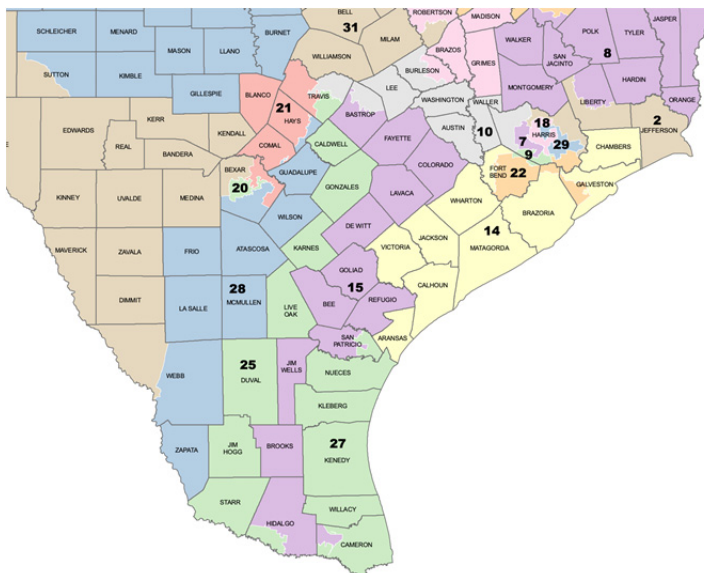 ROBERTSON
MADISON
JASPER
BELL
31
MILAM
BRAZOS
WALKER
POLK
TYLER
8
SCHLEICHER
MENARD
MASON
LLANO
BURNET
WILLIAMSON
BURLESON
GRIMES
SAN
JACINTO
SUTTON
KIMBLE
GILLESPIE
BLANCO
21
HAYS
TRAVIS
LEE
WASHINGTON
MONTGOMERY
HARDIN
LIBERTY
ORANGE
KERR
EDWARDS
REAL
BANDERA
KENDALL
COMAL
BASTROP
FAYETTE
AUSTIN
WALLER
10
18
HARRIS
7
29
9
2
JEFFERSON
CALDWELL
COLORADO
FORT
BEND
22
CHAMBERS
BEXAR
20
GUADALUPE
GONZALES
LAVACA
WHARTON
GALVESTON
BRAZORIA
KINNEY
UVALDE
MEDINA
WILSON
DE WITT
14
MATAGORDA
JACKSON
VICTORIA
MAVERICK
ZAVALA
FRIO
ATASCOSA
KARNES
GOLIAD
15
CALHOUN
DIMMIT
LA SALLE
28
MCMULLEN
LIVE
OAK
BEE
REFUGIO
ARANSAS
SAN
PATRICIO
WEBB
25
DUVAL
JIM
WELLS
NUECES
KLEBERG
ZAPATA
JIM
HOGG
BROOKS
27
KENEDY
STARR
HIDALGO
WILLACY
CAMERON